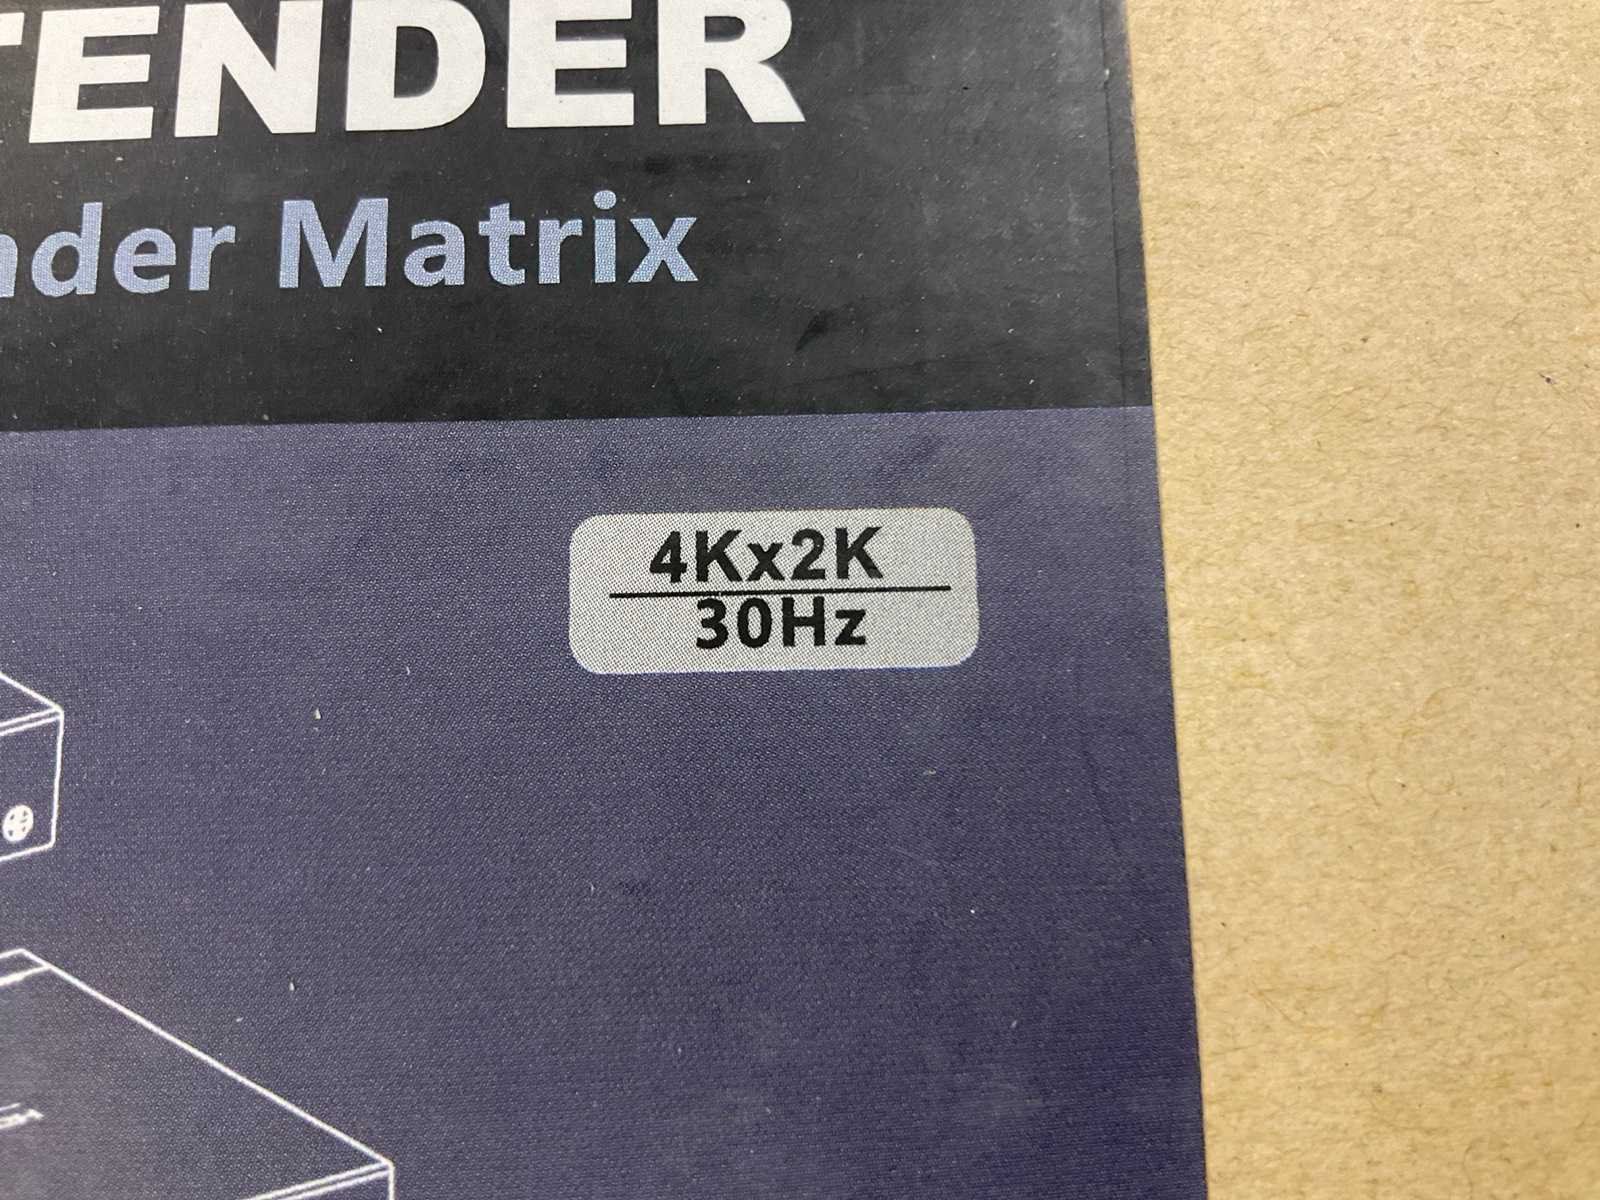 TENDER
nder Matrix
4Kx2K
30Hz